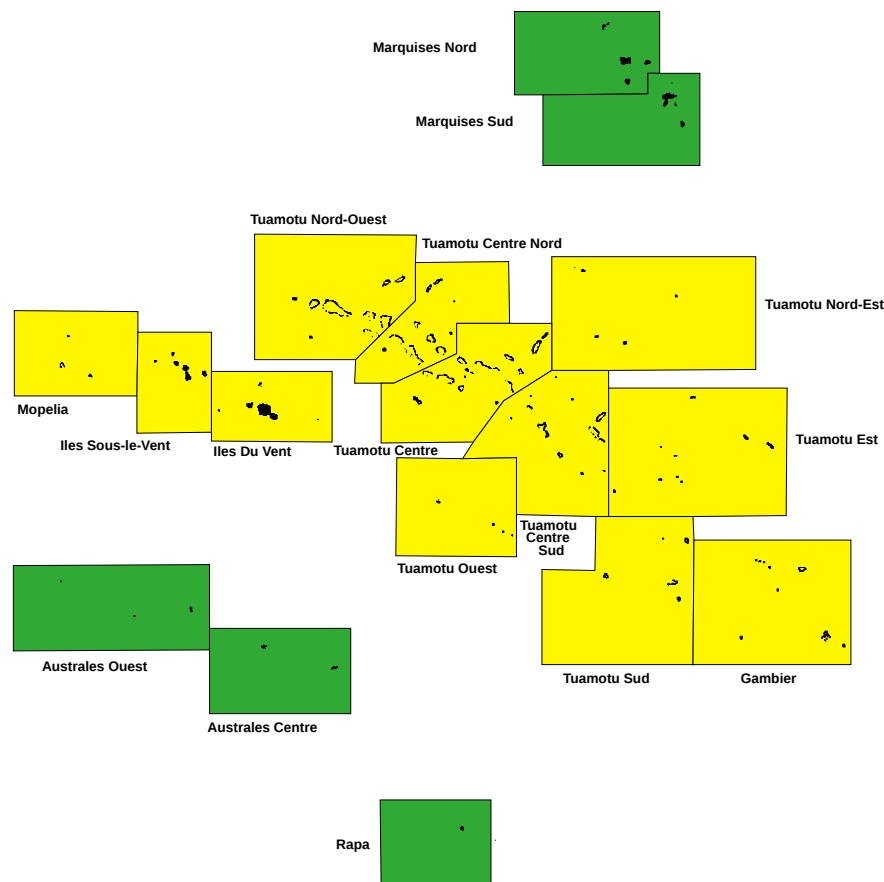 Marquises Nord
Marquises Sud
Tuamotu Nord-Ouest
Tuamotu Centre Nord
Tuamotu Nord-Est
Mopelia
Iles Sous-le-Vent
Iles Du Vent
Tuamotu Centre
Tuamotu Est
Tuamotu
Centre
Sud
Tuamotu Ouest
Australes Ouest
Tuamotu Sud
Gambier
Australes Centre
Rapa